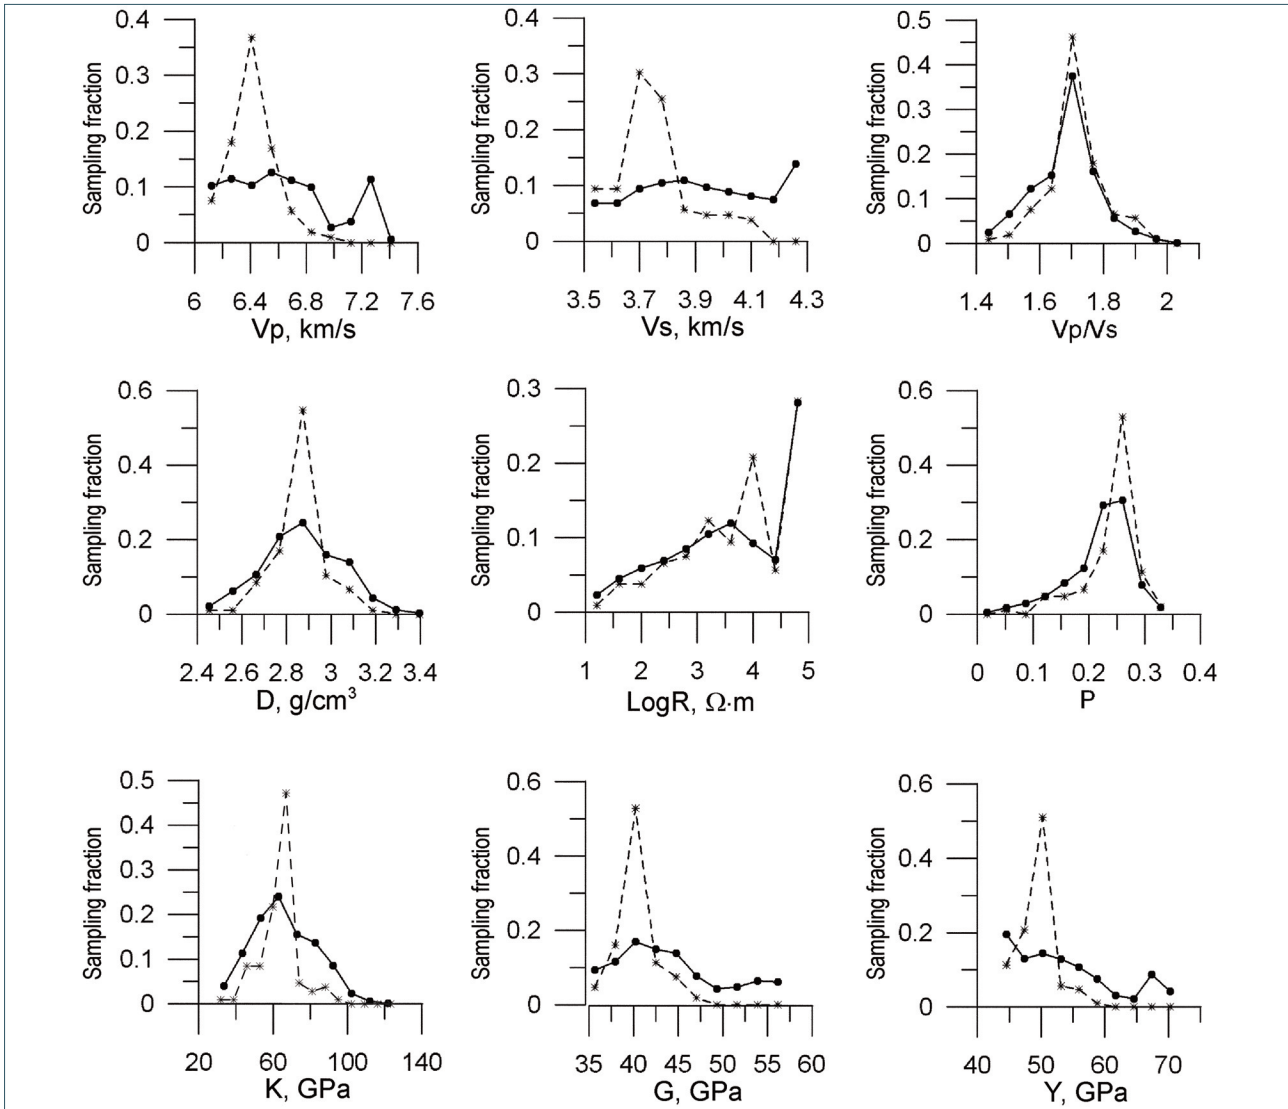 0.4
0.3
0.2
0.1
0
Sampling fraction
6 6.4 6.8 7.2 7.6
Vp, km/s
0.4
0.3
0.2
0.1
0
Sampling fraction
3.5 3.7 3.9 4.1 4.3
Vs, km/s
0.5
0.4
0.3
0.2
0.1
0
Sampling fraction
1.4 1.6 1.8 2
Vp/Vs
0.6
0.4
0.2
0
Sampling fraction
2.4 2.6 2.8 3 3.2 3.4
D, g/cm³
0.3
0.2
0.1
0
Sampling fraction
1 2 3 4 5
LogR, Ω·m
0.6
0.4
0.2
0
Sampling fraction
0 0.1 0.2 0.3 0.4
P
0.5
0.4
0.3
0.2
0.1
0
Sampling fraction
20 60 100 140
K, GPa
0.6
0.4
0.2
0
Sampling fraction
35 40 45 50 55 60
G, GPa
0.6
0.4
0.2
0
Sampling fraction
40 50 60 70
Y, GPa